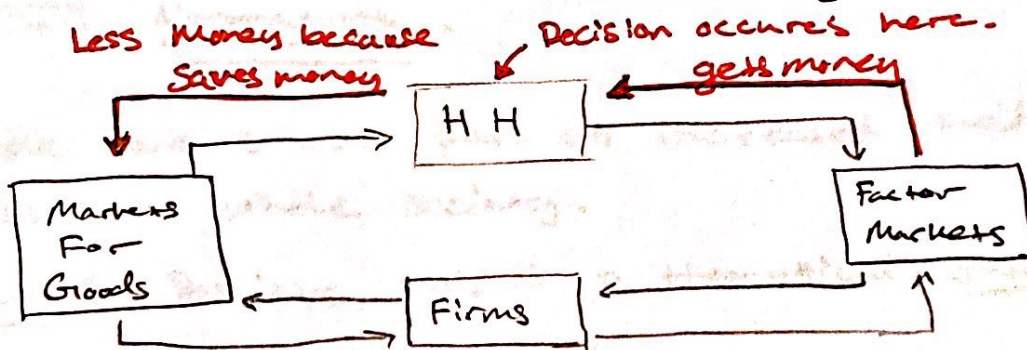 Less Money because
Saves money
Decision occures here.
gets money
H H
Markets
For
Goods
Factor
Markets
Firms